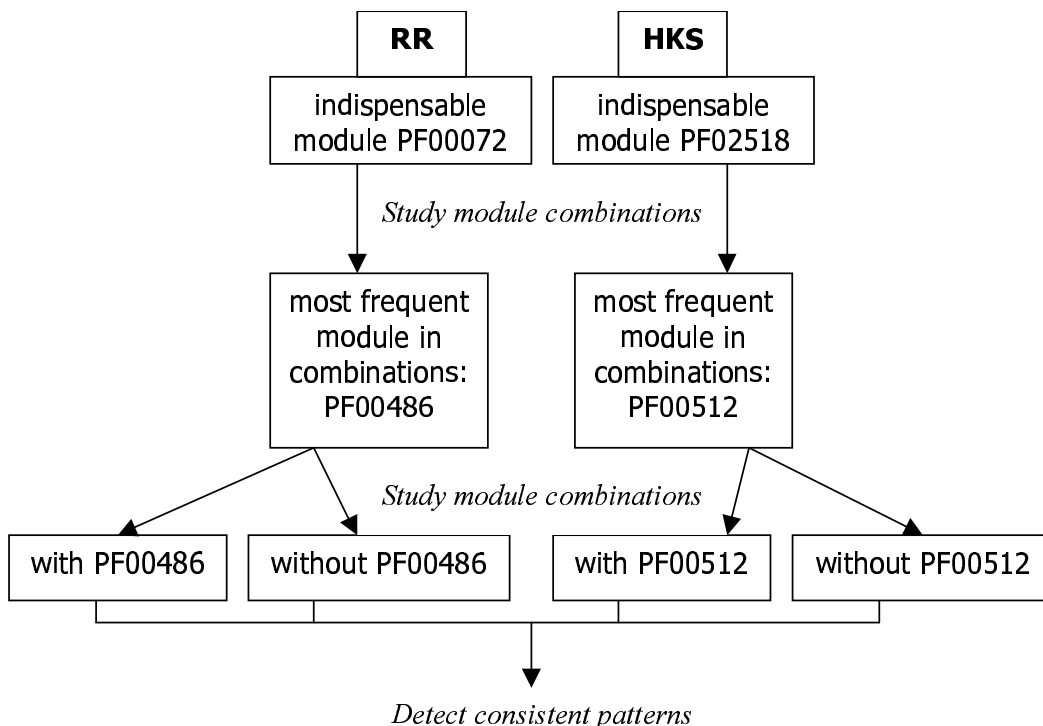 RR
HKS
indispensable
module PF00072
indispensable
module PF02518
Study module combinations
most frequent
module in
combinations:
PF00486
most frequent
module in
combinations:
PF00512
Study module combinations
with PF00486
without PF00486
with PF00512
without PF00512
Detect consistent patterns